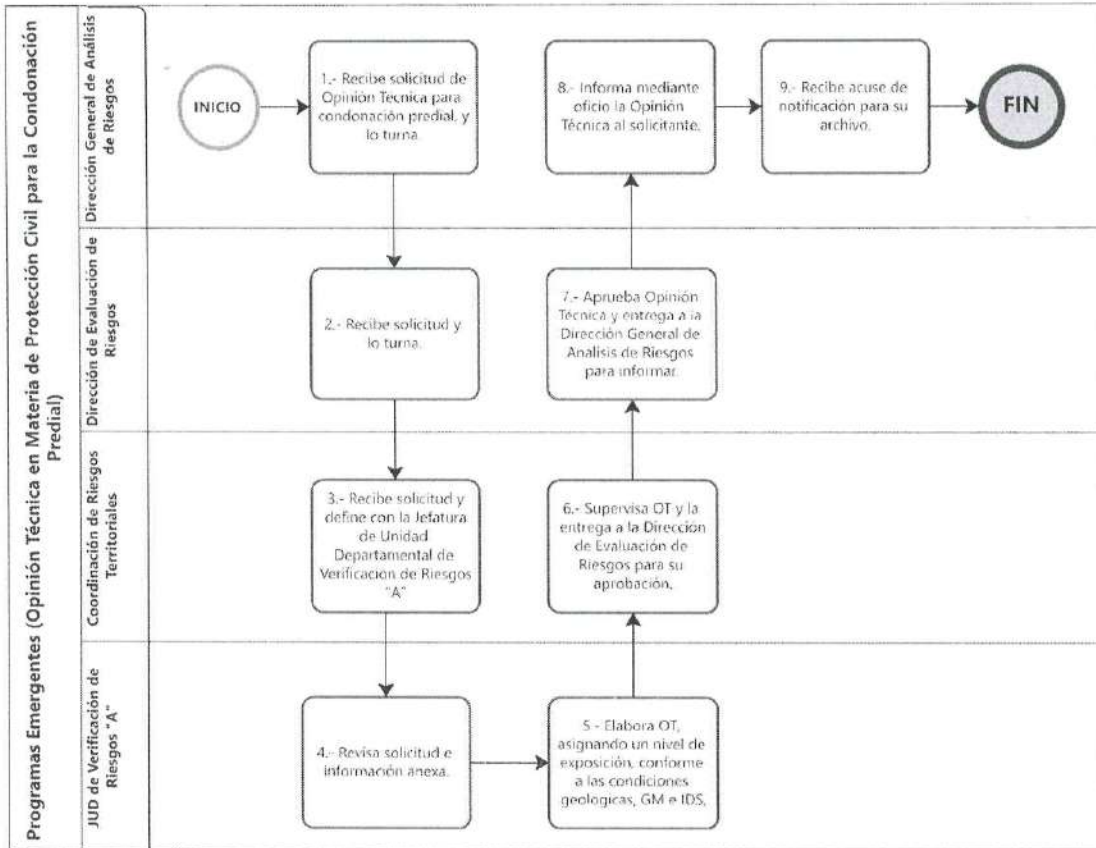 Programas Emergentes (Opinión Técnica en Materia de Protección Civil para la Condonación
Predial)
Dirección General de Análisis
de Riesgos
INICIO
1.- Recibe solicitud de
Opinión Técnica para
condonación predial, y
lo turna.
8.- Informa mediante
oficio la Opinión
Técnica al solicitante.
9.- Recibe acuse de
notificación para su
archivo.
FIN
Dirección de Evaluación de
Riesgos
2.- Recibe solicitud y
lo turna.
7.- Aprueba Opinión
Técnica y entrega a la
Dirección General de
Analisis de Riesgos
para informar.
Coordinación de Riesgos
Territoriales
3.- Recibe solicitud y
define con la Jefatura
de Unidad
Departamental de
Verificación de Riesgos
"A"
6.- Supervisa OT y la
entrega a la Dirección
de Evaluación de
Riesgos para su
aprobación.
JUD de Verificación de
Riesgos "A"
4.- Revisa solicitud e
información anexa.
5.- Elabora OT,
asignando un nivel de
exposición, conforme
a las condiciones
geologicas, GM e IDS,